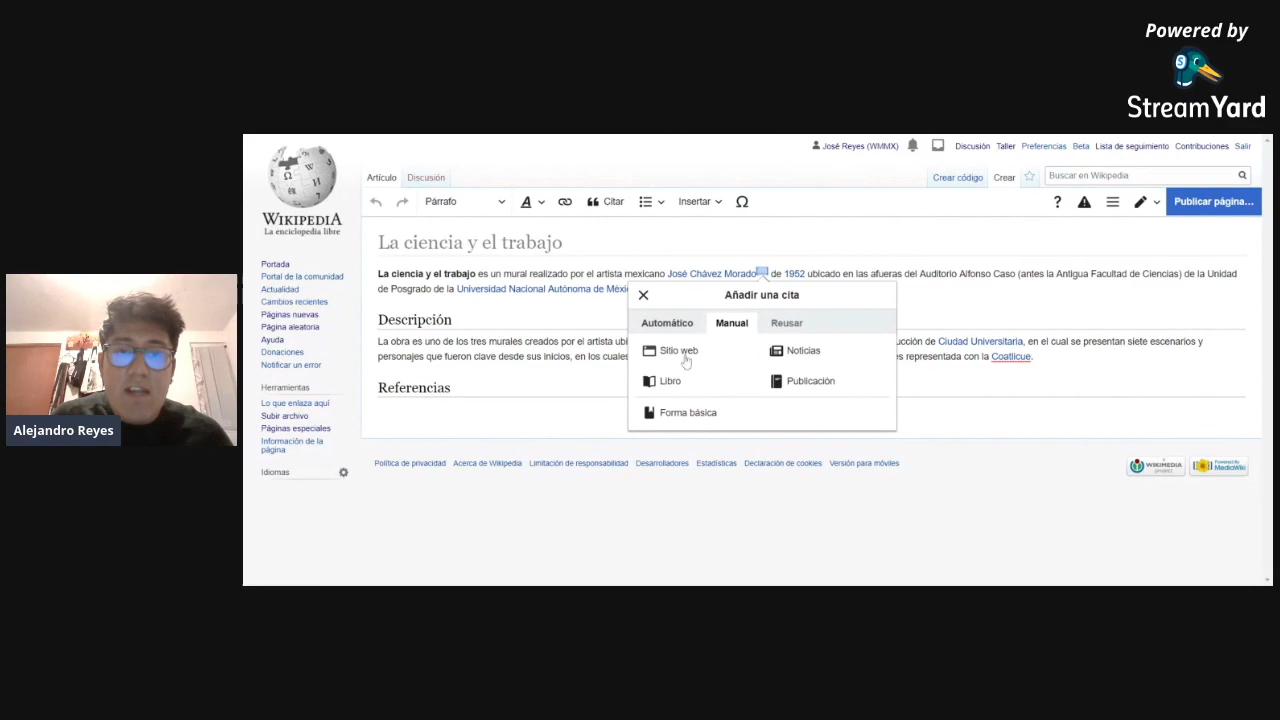 Powered by
StreamYard
José Reyes (WMMX) Discusión Taller Preferencias Beta Lista de seguimiento Contribuciones Salir
Artículo Discusión Crear código Crear Buscar en Wikipedia
Párrafo A Citar Insertar Ω ? Publicar página...
WIKIPEDIA
La enciclopedia libre
Portada
Portal de la comunidad
Actualidad
Cambios recientes
Páginas nuevas
Página aleatoria
Ayuda
Donaciones
Notificar un error
Herramientas
Lo que enlaza aquí
Subir archivo
Páginas especiales
Información de la
página
Idiomas
La ciencia y el trabajo
La ciencia y el trabajo es un mural realizado por el artista mexicano José Chávez Morado de 1952 ubicado en las afueras del Auditorio Alfonso Caso (antes la Antigua Facultad de Ciencias) de la Unidad
de Posgrado de la Universidad Nacional Autónoma de Méxi
Descripción
La obra es uno de los tres murales creados por el artista ubi
cción de Ciudad Universitaria, en el cual se presentan siete escenarios y
personajes que fueron clave desde sus inicios, en los cuales
s representada con la Coatlicue.
Referencias
Añadir una cita
Automático Manual Reusar
Sitio web Noticias
Libro Publicación
Forma básica
Política de privacidad Acerca de Wikipedia Limitación de responsabilidad Desarrolladores Estadísticas Declaración de cookies Versión para móviles
WIKIMEDIA
project
Powered By
MediaWiki
Alejandro Reyes